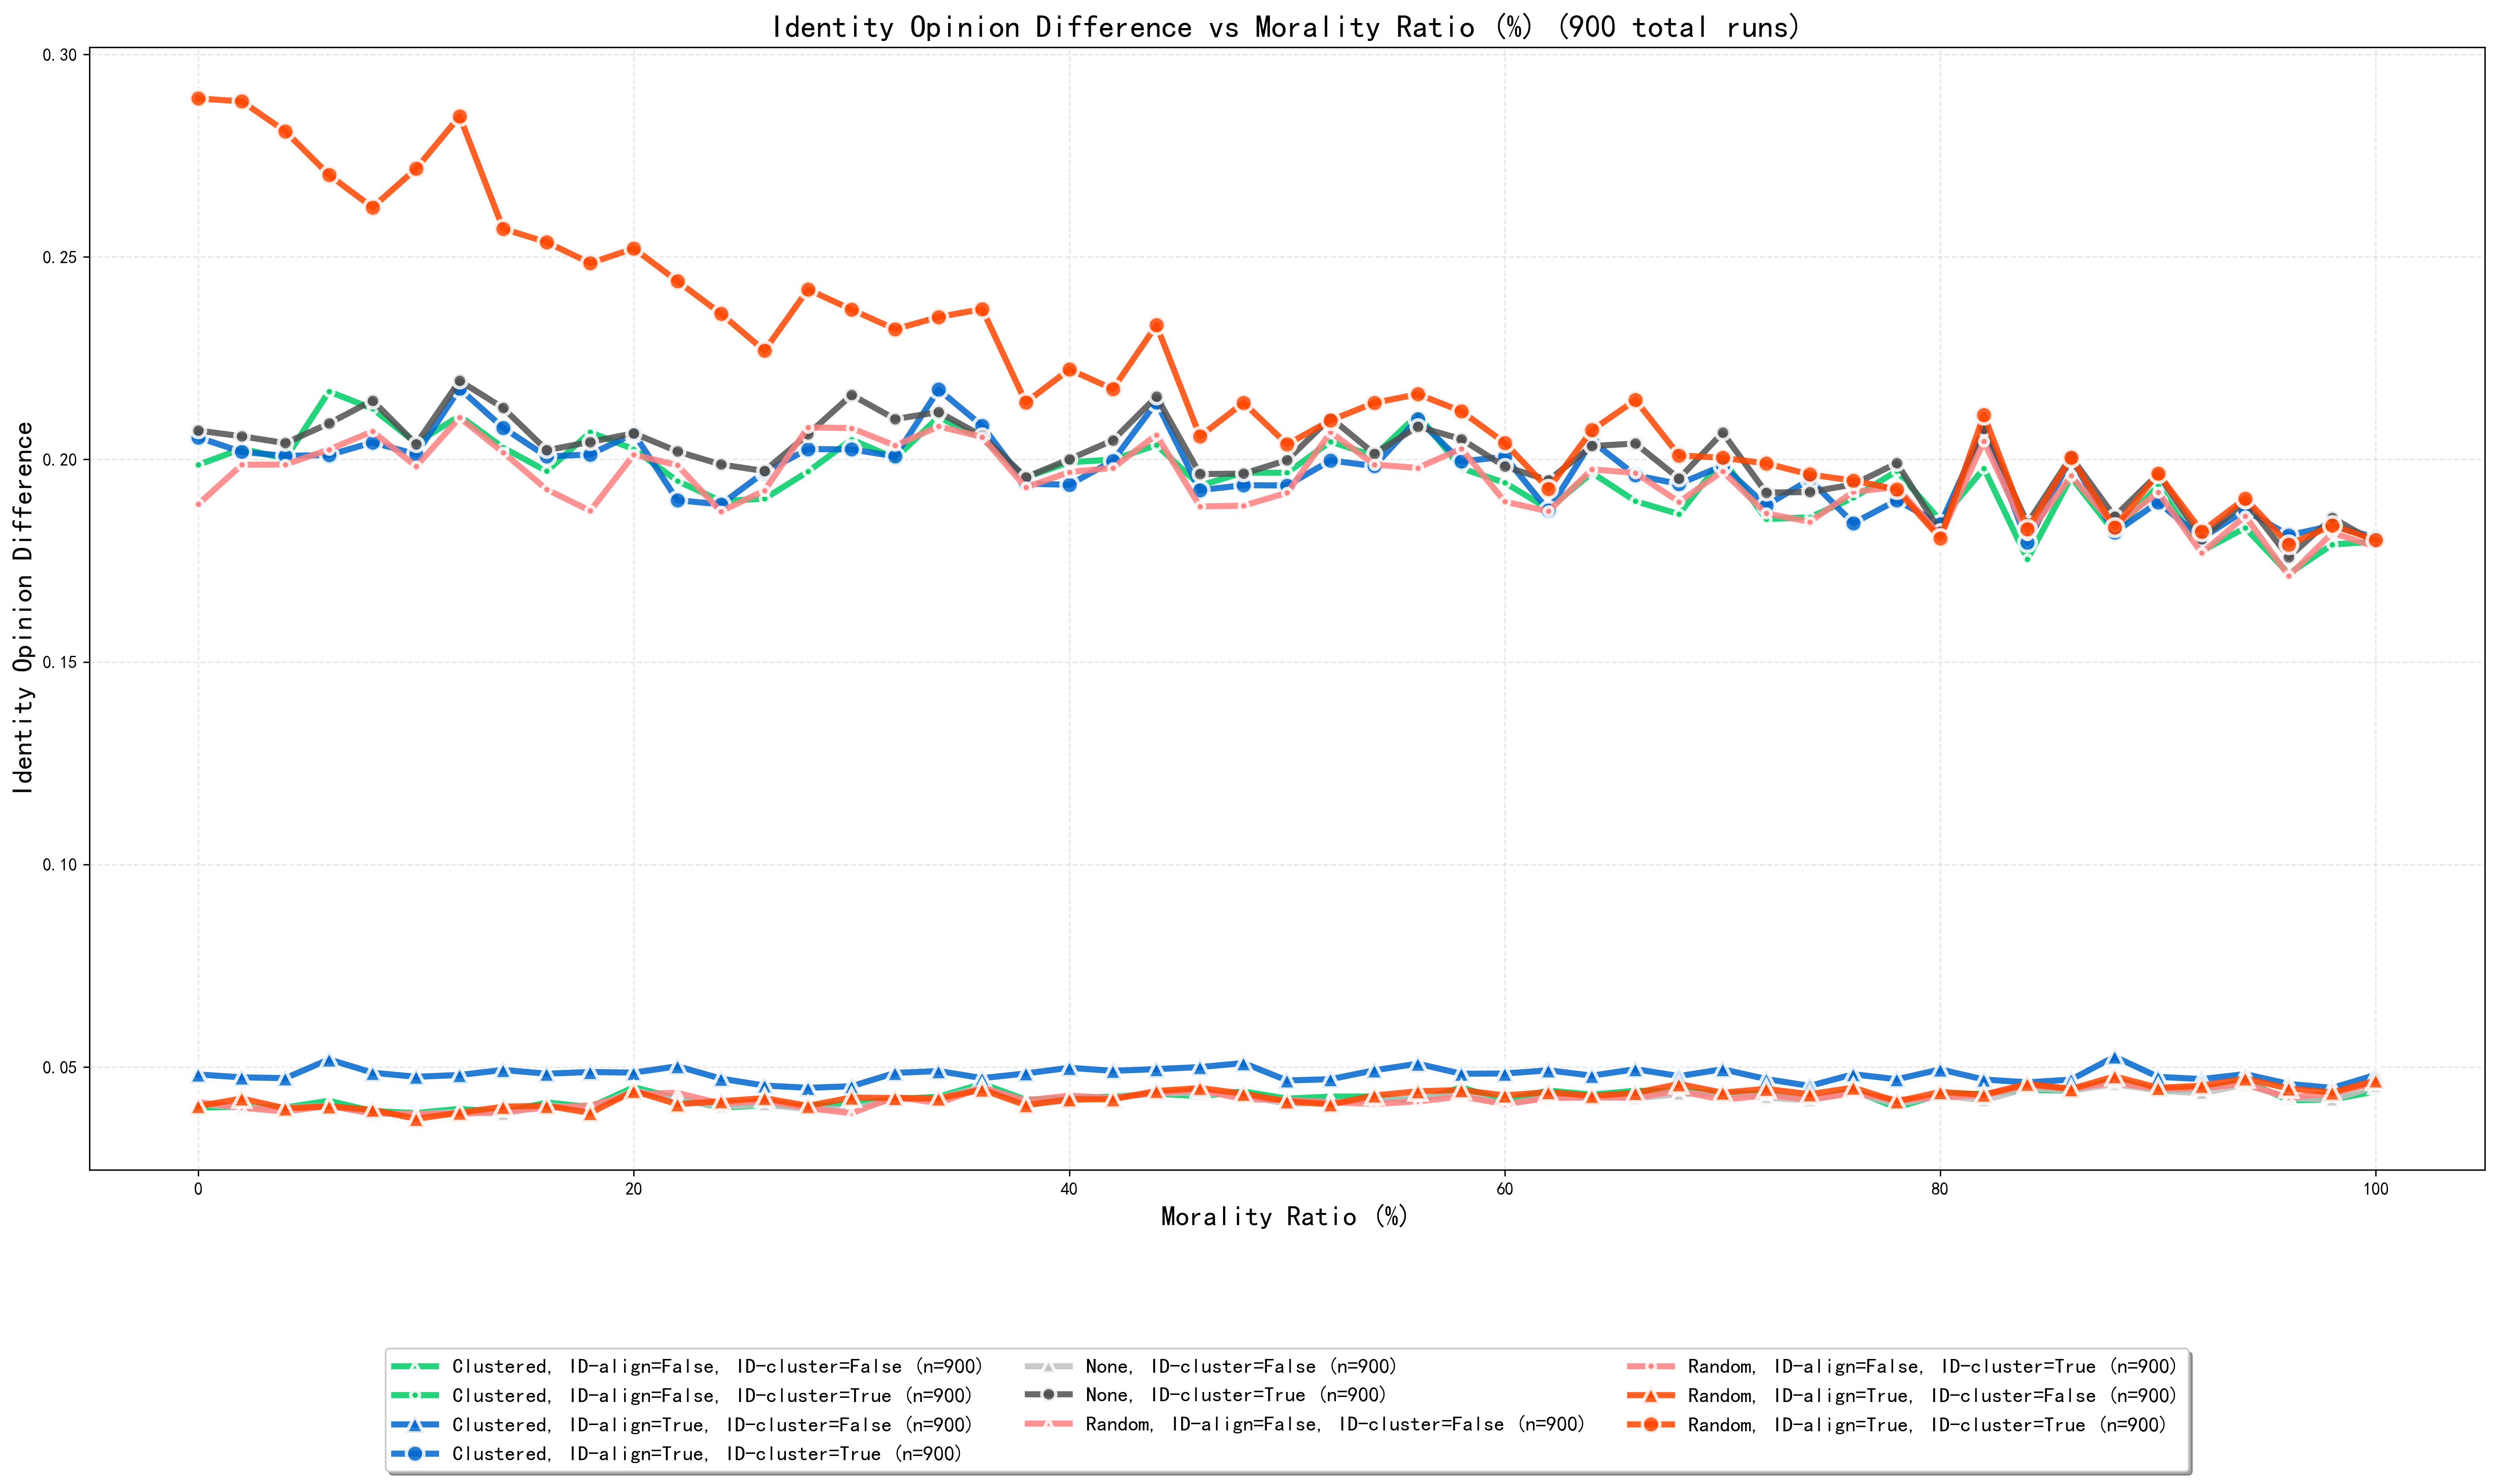 Identity Opinion Difference vs Morality Ratio (%) (900 total runs)
0.30
0.25
0.20
0.15
0.10
0.05
Identity Opinion Difference
0
20
40
60
80
100
Morality Ratio (%)
Clustered, ID-align=False, ID-cluster=False (n=900)
Clustered, ID-align=False, ID-cluster=True (n=900)
Clustered, ID-align=True, ID-cluster=False (n=900)
Clustered, ID-align=True, ID-cluster=True (n=900)
None, ID-cluster=False (n=900)
None, ID-cluster=True (n=900)
Random, ID-align=False, ID-cluster=False (n=900)
Random, ID-align=False, ID-cluster=True (n=900)
Random, ID-align=True, ID-cluster=False (n=900)
Random, ID-align=True, ID-cluster=True (n=900)